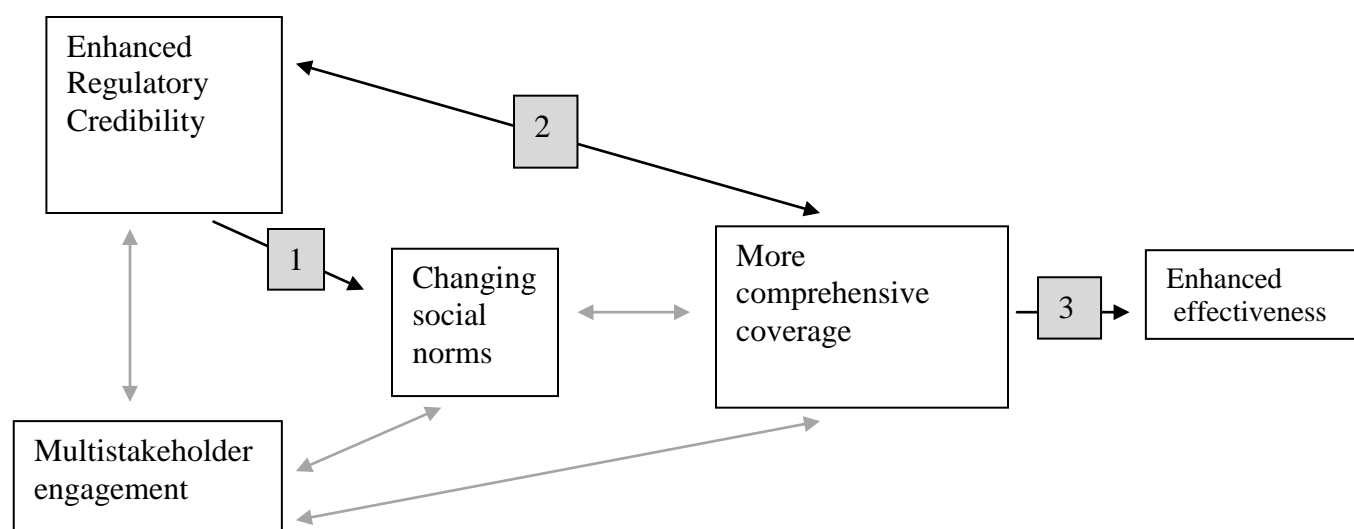 Enhanced
Regulatory
Credibility
2
1
Changing
social
norms
More
comprehensive
coverage
3
Enhanced
effectiveness
Multistakeholder
engagement